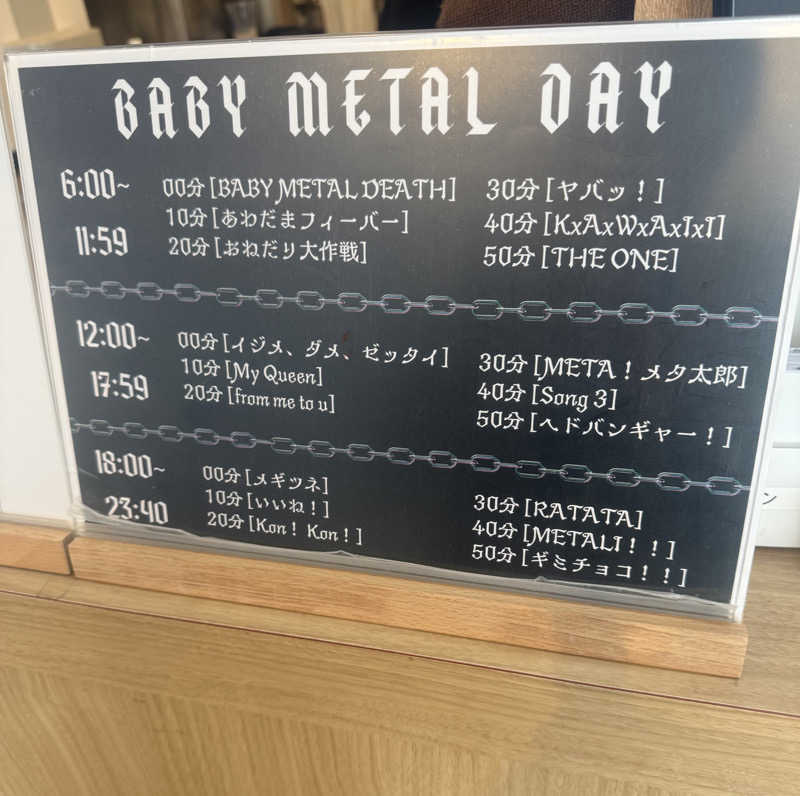 BABY METAL DAY
6:00~
11:59
00分[BABY METAL DEATH]
10分[あわだまフィーバー]
20分[おねだり大作戦]
30分[ヤバッ！]
40分[KxAxWxAxIxI]
50分[THE ONE]
12:00~
17:59
00分[イジメ、ダメ、ゼッタイ]
10分[My Queen]
20分[from me to u]
30分[META！メタ太郎]
40分[Song 3]
50分[ヘドバンギャー！]
18:00~
23:40
00分[メギツネ]
10分[いいね！]
20分[Kon！Kon！]
30分[RATATA]
40分[METALI！！]
50分[ギミチョコ！！]
ン